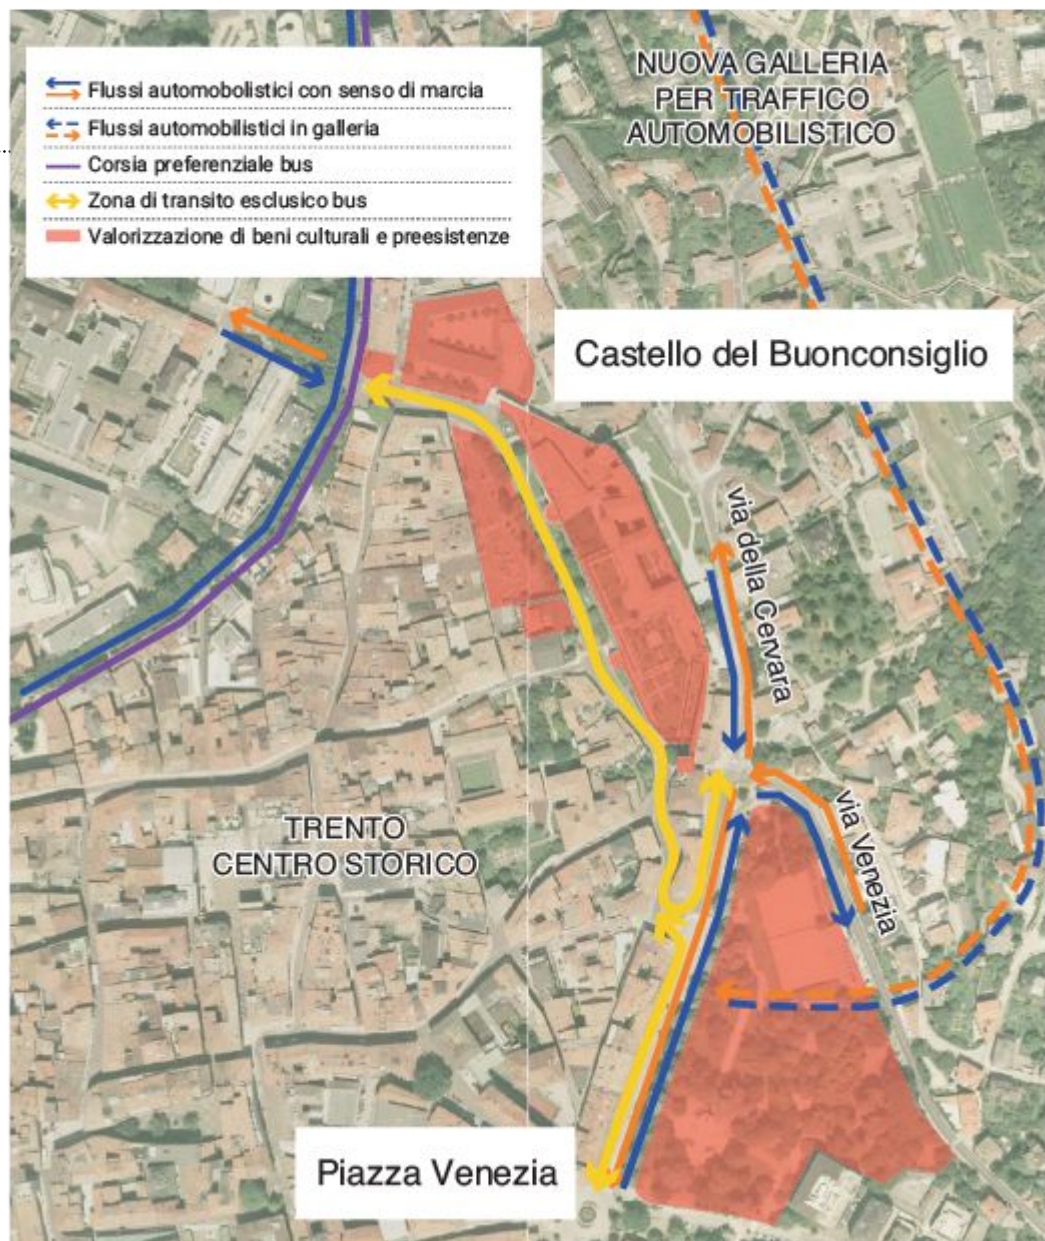 Flussi automobolistici con senso di marcia
Flussi automobilistici in galleria
Corsia preferenziale bus
Zona di transito esclusico bus
Valorizzazione di beni culturali e preesistenze
NUOVA GALLERIA
PER TRAFFICO
AUTOMOBILISTICO
Castello del Buonconsiglio
via della Cervara
via Venezia
TRENTO
CENTRO STORICO
Piazza Venezia